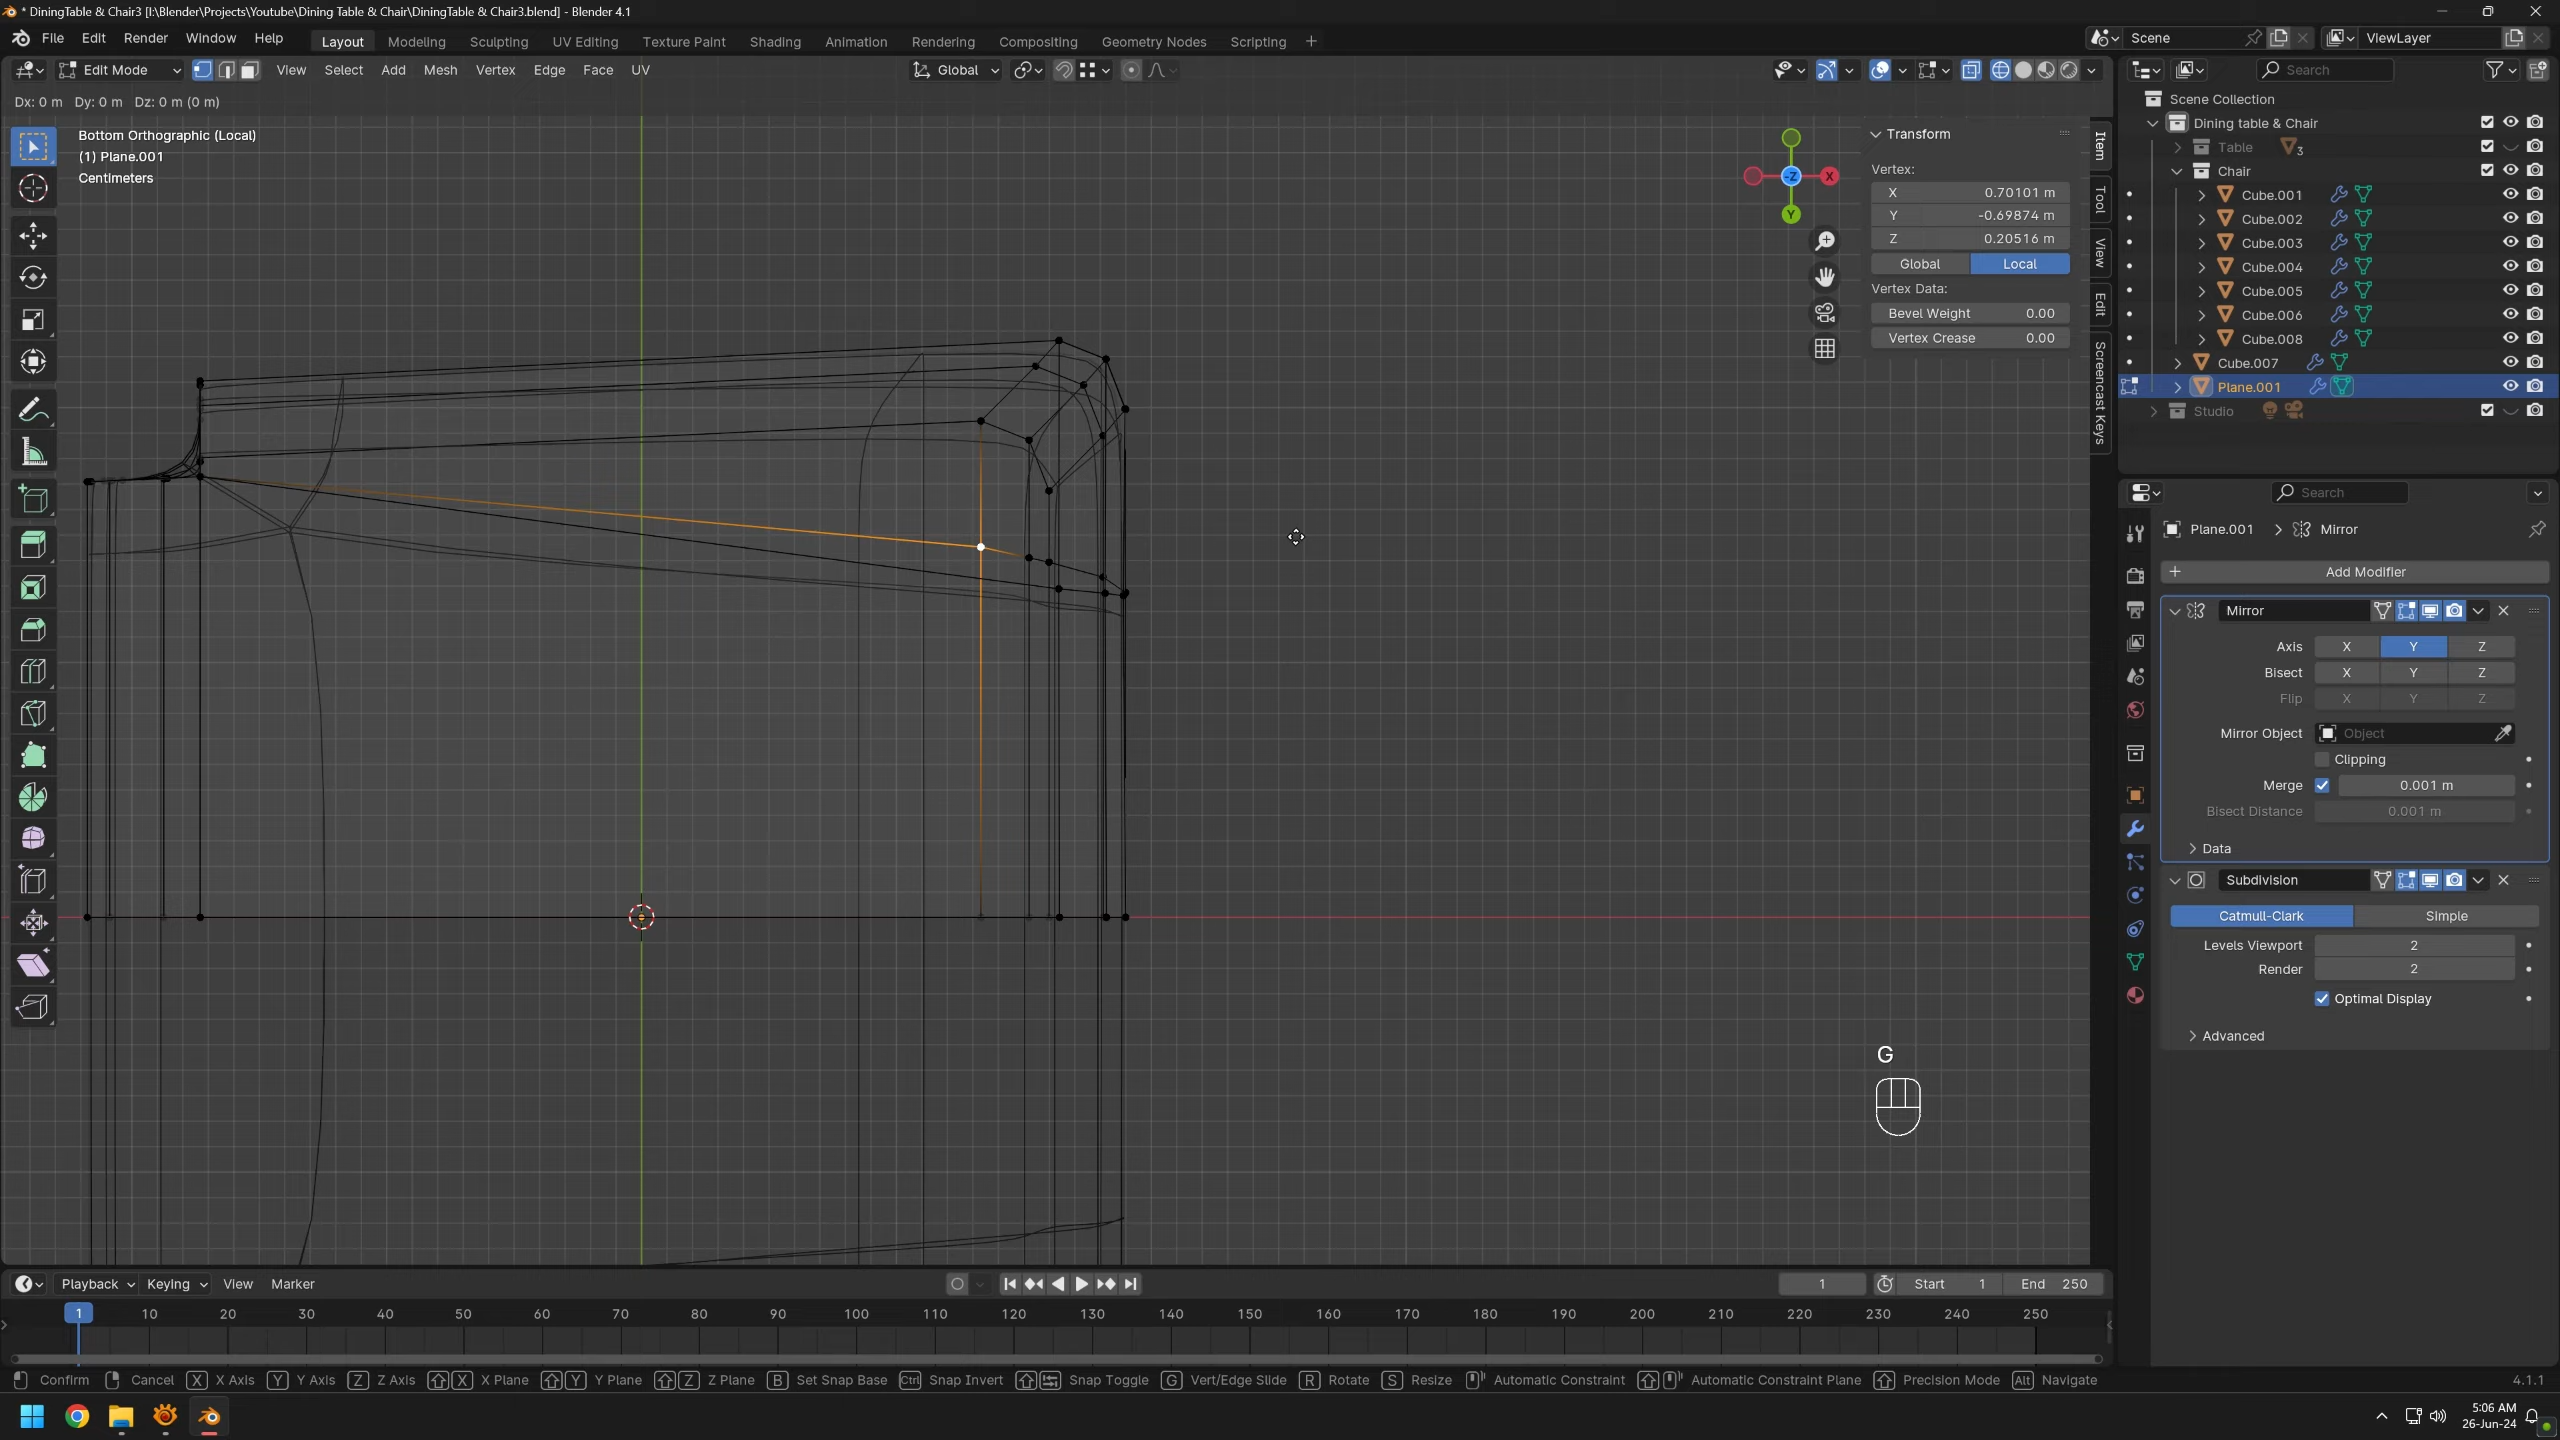 * DiningTable & Chair3 [I:\Blender\Projects\Youtube\Dining Table & Chair\DiningTable & Chair3.blend] - Blender 4.1
File Edit Render Window Help
Layout Modeling Sculpting UV Editing Texture Paint Shading Animation Rendering Compositing Geometry Nodes Scripting +
Scene
ViewLayer
Edit Mode View Select Add Mesh Vertex Edge Face UV
Global
Search
Dx: 0 m Dy: 0 m Dz: 0 m (0 m)
Bottom Orthographic (Local)
(1) Plane.001
Centimeters
-Z
X
Y
Transform
Vertex:
X 0.70101 m
Y -0.69874 m
Z 0.20516 m
Global Local
Vertex Data:
Bevel Weight 0.00
Vertex Crease 0.00
Item
Tool
View
Edit
Screencast Keys
Scene Collection
Dining table & Chair
Table 3
Chair
Cube.001
Cube.002
Cube.003
Cube.004
Cube.005
Cube.006
Cube.008
Cube.007
Plane.001
Studio
Search
Plane.001 > Mirror
+ Add Modifier
Mirror
Axis X Y Z
Bisect X Y Z
Flip X Y Z
Mirror Object Object
Clipping
Merge 0.001 m
Bisect Distance 0.001 m
Data
Subdivision
Catmull-Clark Simple
Levels Viewport 2
Render 2
Optimal Display
Advanced
G
Playback Keying View Marker
1
Start 1 End 250
1 10 20 30 40 50 60 70 80 90 100 110 120 130 140 150 160 170 180 190 200 210 220 230 240 250
Confirm Cancel X X Axis Y Y Axis Z Z Axis X X Plane Y Y Plane Z Z Plane B Set Snap Base Ctrl Snap Invert Snap Toggle G Vert/Edge Slide R Rotate S Resize Automatic Constraint Automatic Constraint Plane Precision Mode Alt Navigate 4.1.1
5:06 AM
26-Jun-24